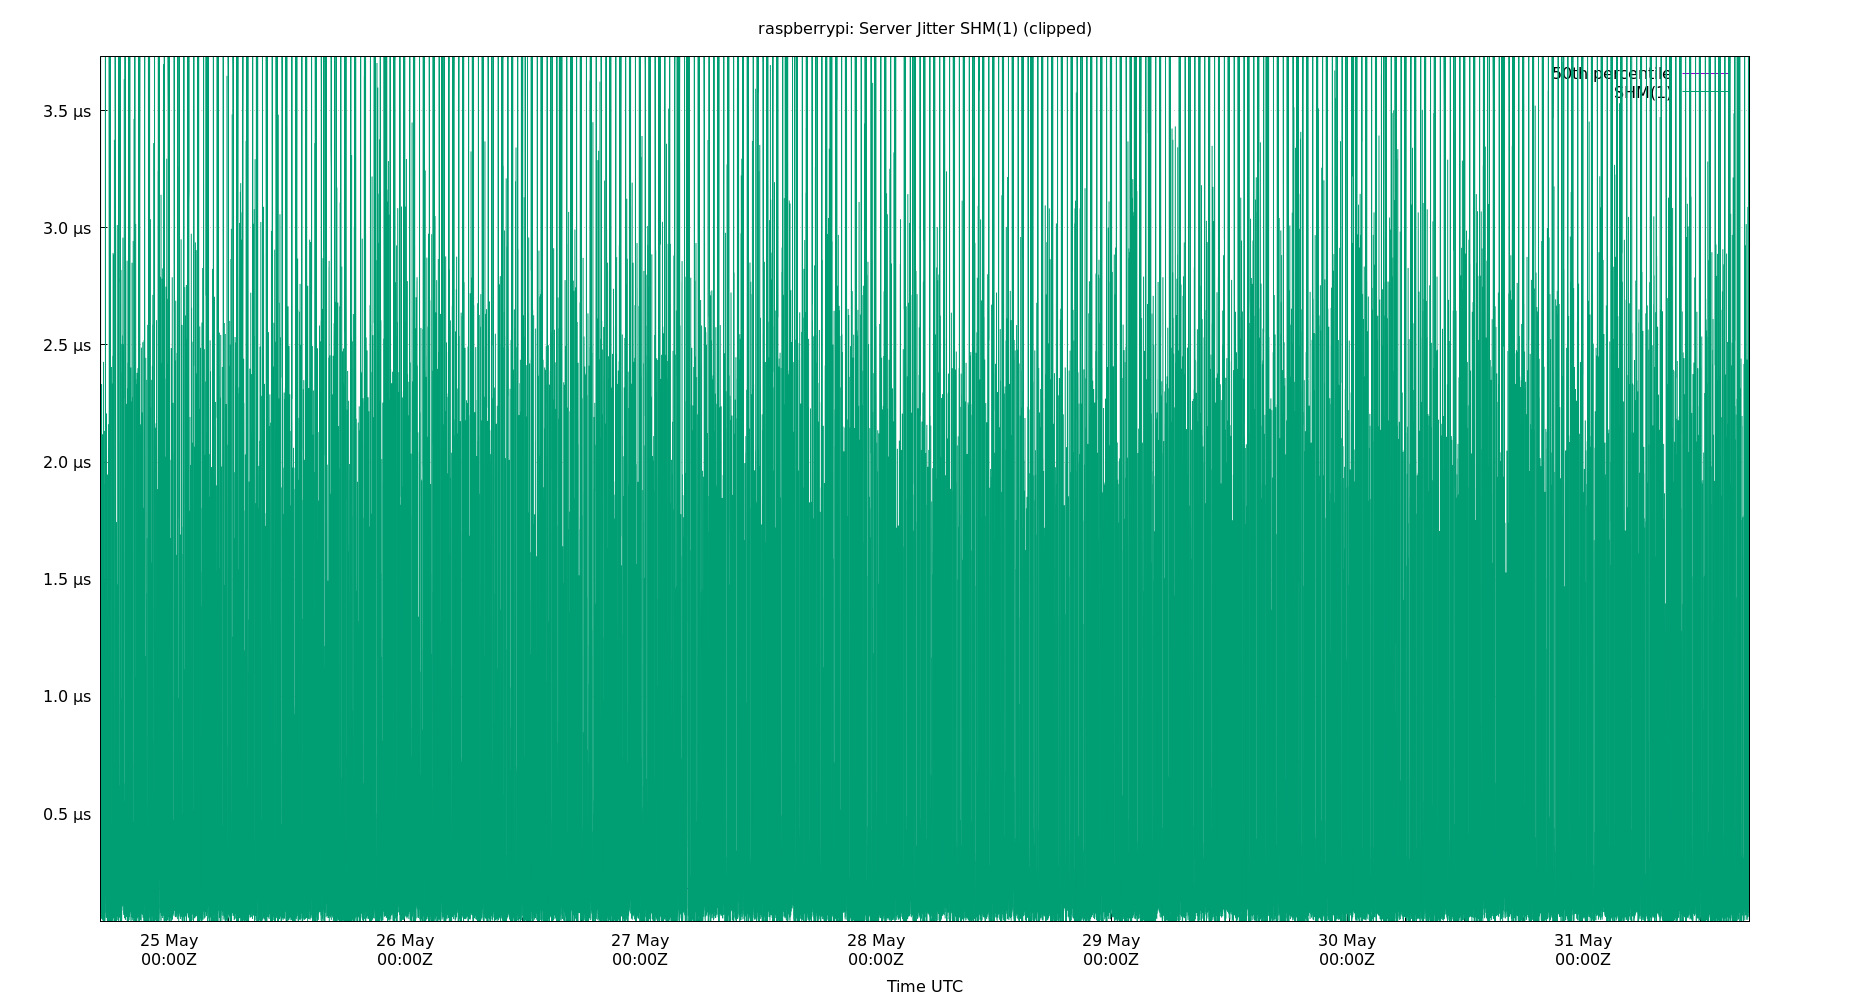 raspberrypi: Server Jitter SHM(1) (clipped)
50th percentile
SHM(1)
3.5 µs
3.0 µs
2.5 µs
2.0 µs
1.5 µs
1.0 µs
0.5 µs
25 May 26 May 27 May 28 May 29 May 30 May 31 May
00:00Z 00:00Z 00:00Z 00:00Z 00:00Z 00:00Z 00:00Z
Time UTC